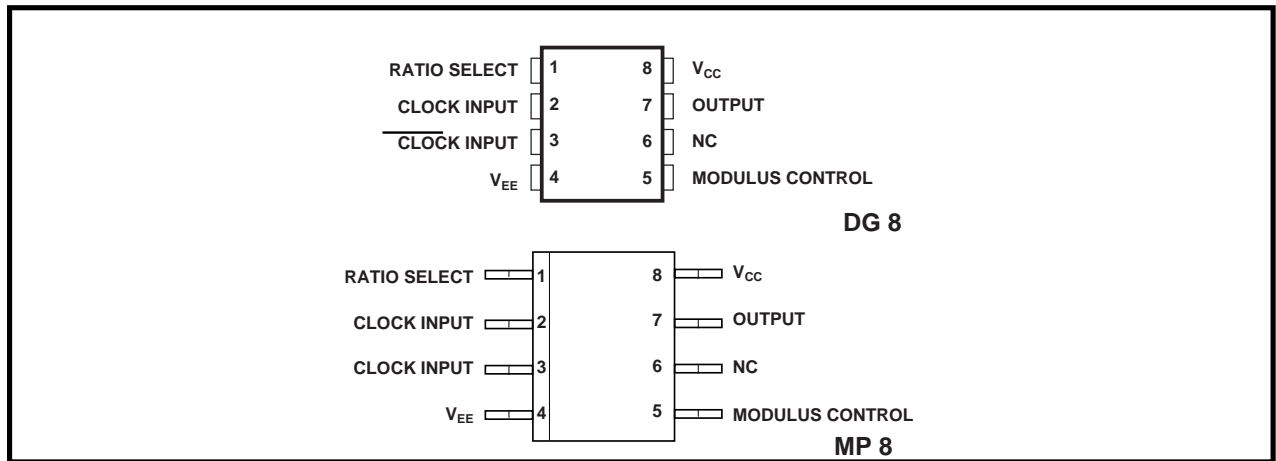 RATIO SELECT 1 8 VCC
CLOCK INPUT 2 7 OUTPUT
CLOCK INPUT 3 6 NC
VEE 4 5 MODULUS CONTROL
DG 8
RATIO SELECT 1 8 VCC
CLOCK INPUT 2 7 OUTPUT
CLOCK INPUT 3 6 NC
VEE 4 5 MODULUS CONTROL
MP 8